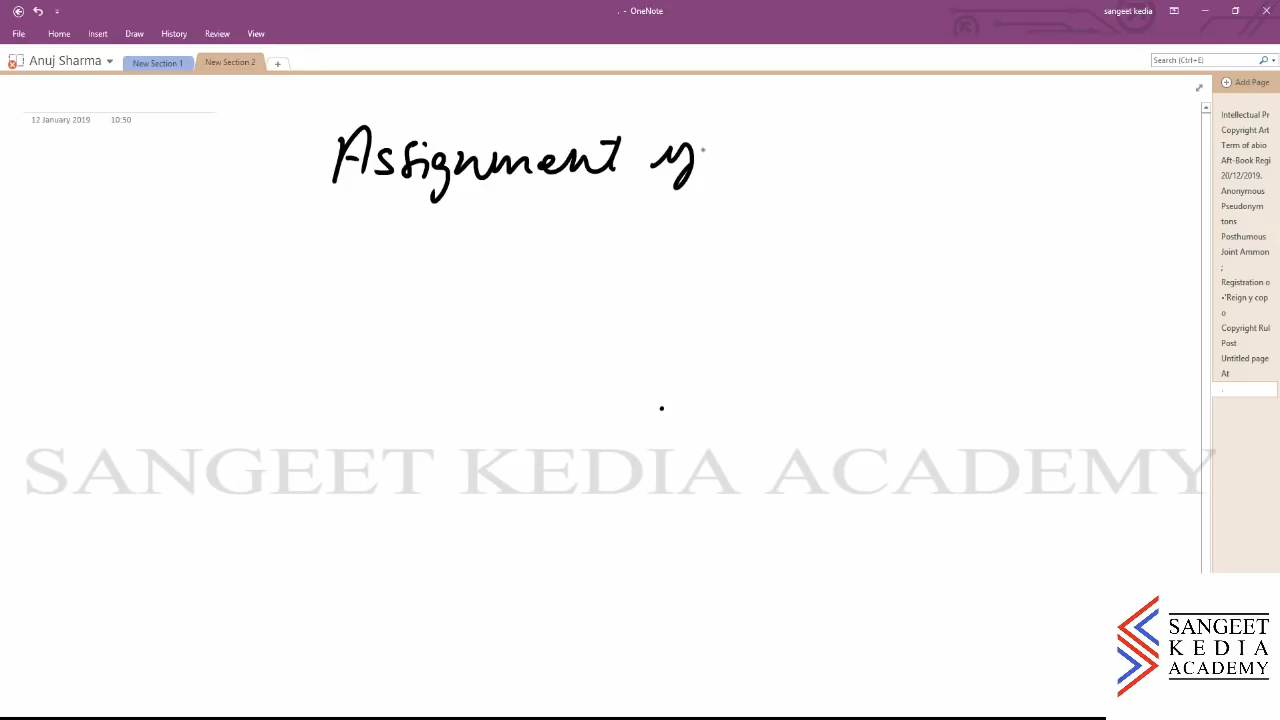 . - OneNote
sangeet kedia
File Home Insert Draw History Review View
Anuj Sharma
New Section 1
New Section 2
+
Search (Ctrl+E)
Add Page
12 January 2019 10:50
Assignment y
Intellectual Pr
Copyright Art
Term of abio
Aft-Book Regi
20/12/2019,
Anonymous
Pseudonym
tons
Posthumous
Joint Ammon
;
Registration o
•'Reign y cop
o
Copyright Rul
Post
Untitled page
At
.
SANGEET KEDIA ACADEMY
SANGEET
KEDIA
ACADEMY